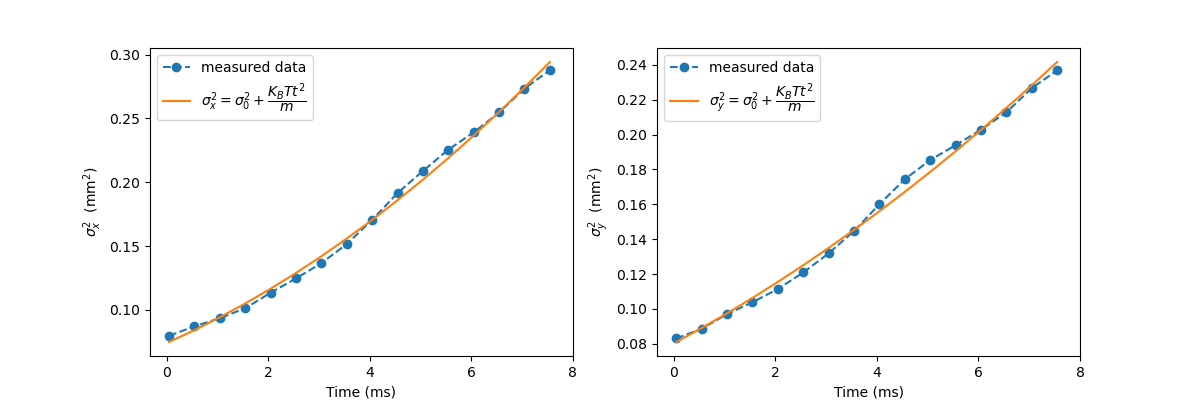 0.30
0.25
0.20
0.15
0.10
σ_x^2 (mm^2)
measured data
σ_x^2 = σ_0^2 + K_BTt^2/m
0 2 4 6 8
Time (ms)
0.24
0.22
0.20
0.18
0.16
0.14
0.12
0.10
0.08
σ_y^2 (mm^2)
measured data
σ_y^2 = σ_0^2 + K_BTt^2/m
0 2 4 6 8
Time (ms)